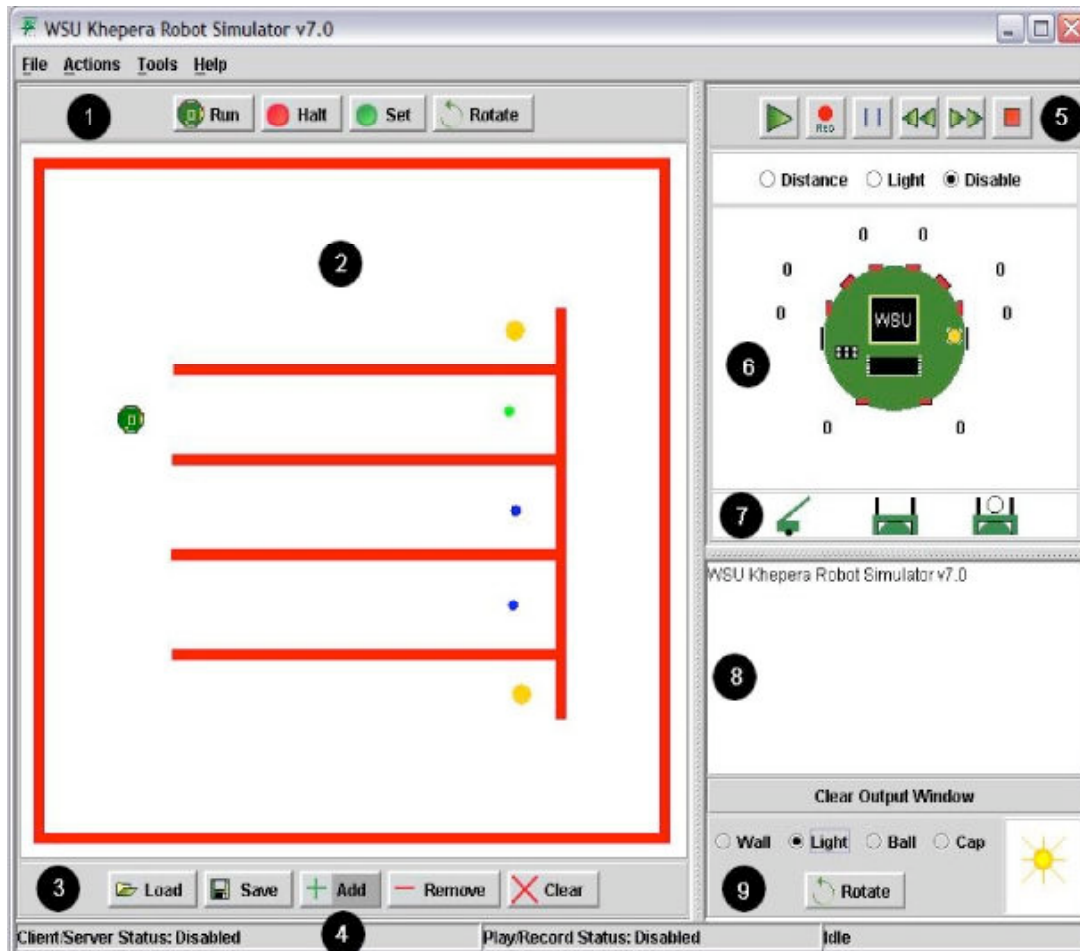 WSU Khepera Robot Simulator v7.0
File Actions Tools Help
1 Run Halt Set Rotate
REC 5
Distance Light Disable
2
0 0
0 0
0 0
WSU
6
0 0
7
WSU Khepera Robot Simulator v7.0
8
Clear Output Window
Wall Light Ball Cap
9 Rotate
3 Load Save Add Remove Clear
4
Client/Server Status: Disabled Play/Record Status: Disabled Idle